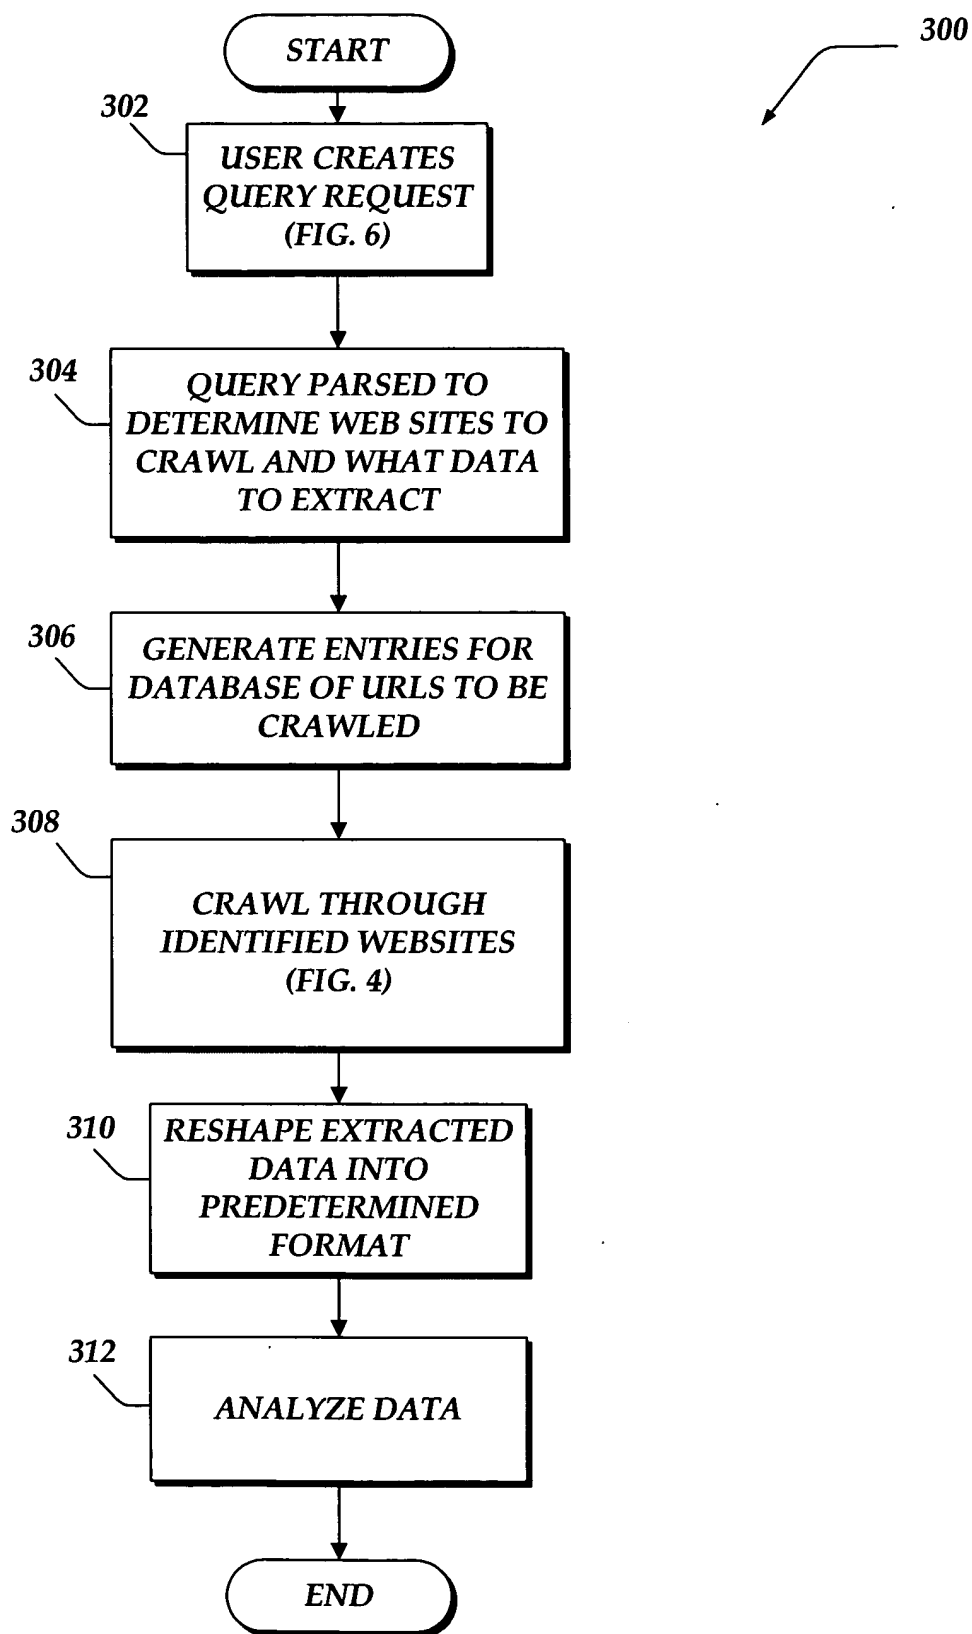 300
START
302
USER CREATES
QUERY REQUEST
(FIG. 6)
304
QUERY PARSED TO
DETERMINE WEB SITES TO
CRAWL AND WHAT DATA
TO EXTRACT
306
GENERATE ENTRIES FOR
DATABASE OF URLS TO BE
CRAWLED
308
CRAWL THROUGH
IDENTIFIED WEBSITES
(FIG. 4)
310
RESHAPE EXTRACTED
DATA INTO
PREDETERMINED
FORMAT
312
ANALYZE DATA
END